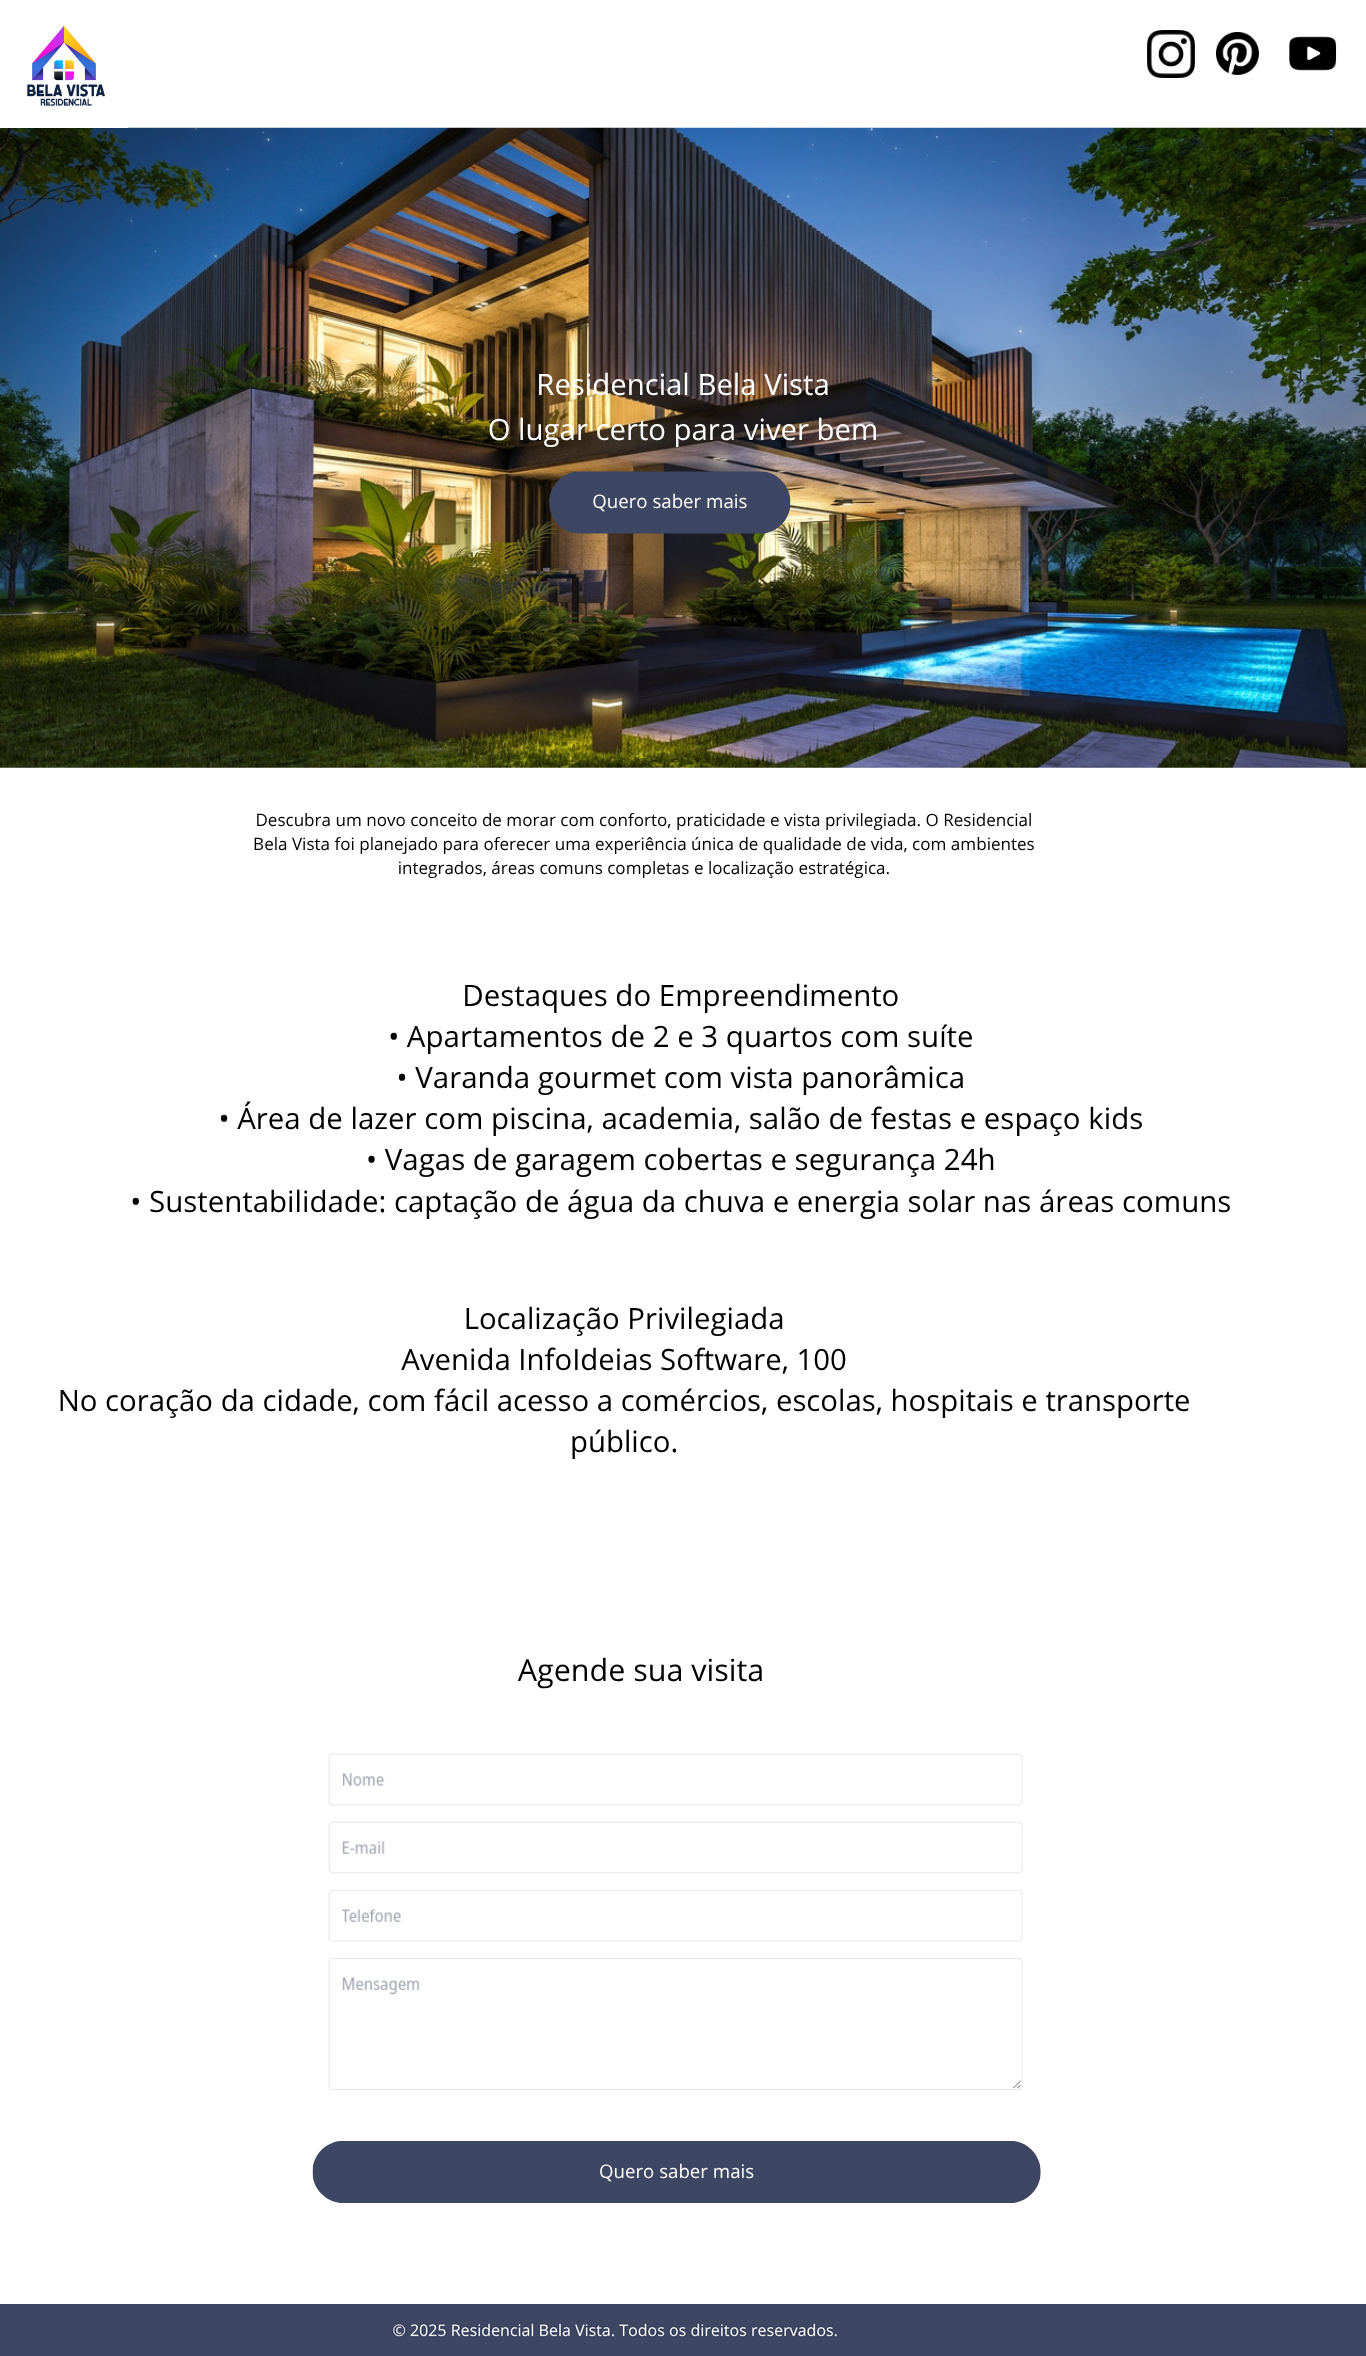 BELA VISTA
RESIDENCIAL
Residencial Bela Vista
O lugar certo para viver bem
Quero saber mais
Descubra um novo conceito de morar com conforto, praticidade e vista privilegiada. O Residencial
Bela Vista foi planejado para oferecer uma experiência única de qualidade de vida, com ambientes
integrados, áreas comuns completas e localização estratégica.
Destaques do Empreendimento
• Apartamentos de 2 e 3 quartos com suíte
• Varanda gourmet com vista panorâmica
• Área de lazer com piscina, academia, salão de festas e espaço kids
• Vagas de garagem cobertas e segurança 24h
• Sustentabilidade: captação de água da chuva e energia solar nas áreas comuns
Localização Privilegiada
Avenida InfoIdeias Software, 100
No coração da cidade, com fácil acesso a comércios, escolas, hospitais e transporte
público.
Agende sua visita
Nome
E-mail
Telefone
Mensagem
Quero saber mais
© 2025 Residencial Bela Vista. Todos os direitos reservados.